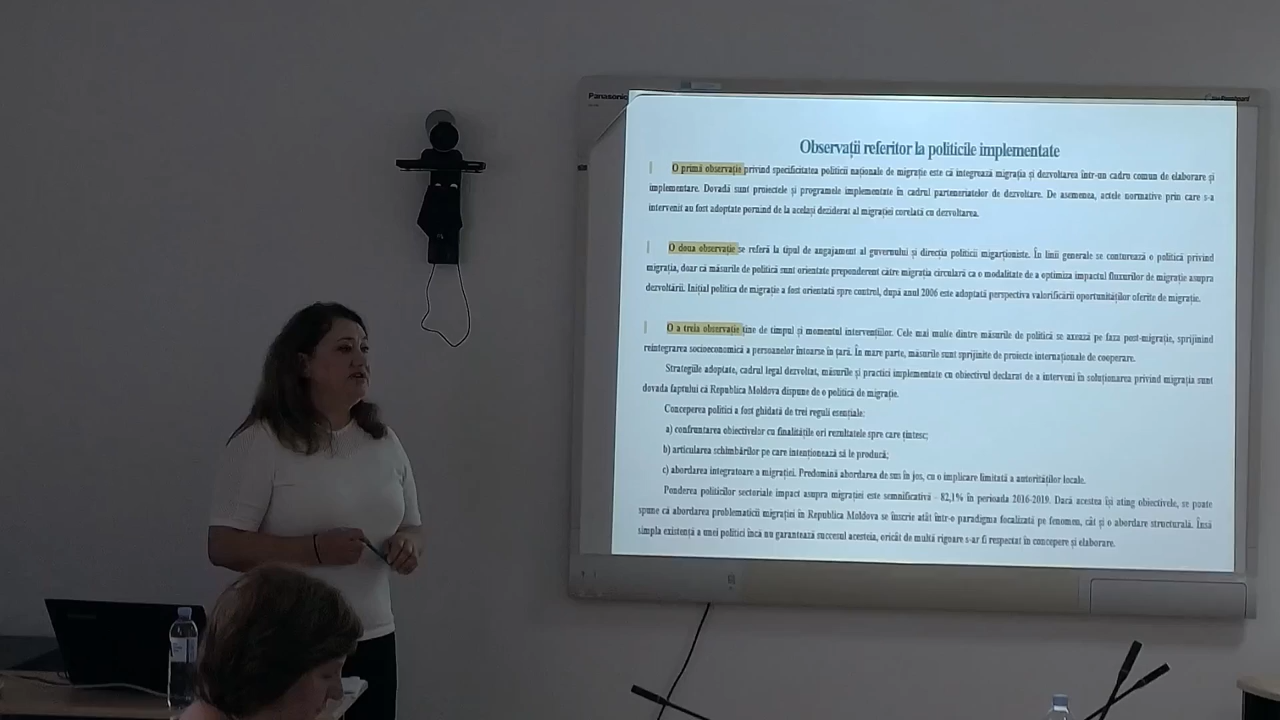 Panasonic
Observații referitor la politicile implementate
O primă observație privind specificitatea politicii naționale de migrație este că integrează migrația și dezvoltarea într-un cadru comun de elaborare și
implementare. Dovadă sunt proiectele și programele implementate în cadrul parteneriatelor de dezvoltare. De asemenea, actele normative prin care s-a
intervenit au fost adoptate pornind de la același deziderat al migrației corelată cu dezvoltarea.
O doua observație se referă la tipul de angajament al guvernului și direcția politicii migarționiste. În linii generale se conturează o politică privind
migrația, doar că măsurile de politică sunt orientate preponderent către migrația circulară ca o modalitate de a optimiza impactul fluxurilor de migrație asupra
dezvoltării. Inițial politica de migrație a fost orientată spre control, după anul 2006 este adoptată perspectiva valorificării oportunităților oferite de migrație.
O a treia observație ține de timpul și momentul intervențiilor. Cele mai multe dintre măsurile de politică se axează pe faza post-migrație, sprijinind
reintegrarea socioeconomică a persoanelor întoarse în țară. În mare parte, măsurile sunt sprijinite de proiecte internaționale de cooperare.
Strategiile adoptate, cadrul legal dezvoltat, măsurile și practici implementate cu obiectivul declarat de a interveni în soluționarea privind migrația sunt
dovada faptului că Republica Moldova dispune de o politică de migrație.
Conceperea politici a fost ghidată de trei reguli esențiale:
a) confruntarea obiectivelor cu finalitățile ori rezultatele spre care țintesc;
b) articularea schimbărilor pe care intenționează să le producă;
c) abordarea integratoare a migrației. Predomină abordarea de sus în jos, cu o implicare limitată a autorităților locale.
Ponderea politicilor sectoriale impact asupra migrației este semnificativă - 82,1% în perioada 2016-2019. Dacă acestea își ating obiectivele, se poate
spune că abordarea problematicii migrației în Republica Moldova se înscrie atât într-o paradigma focalizată pe fenomen, cât și o abordare structurală. Însă
simpla existență a unei politici încă nu garantează succesul acesteia, oricât de multă rigoare s-ar fi respectat în concepere și elaborare.